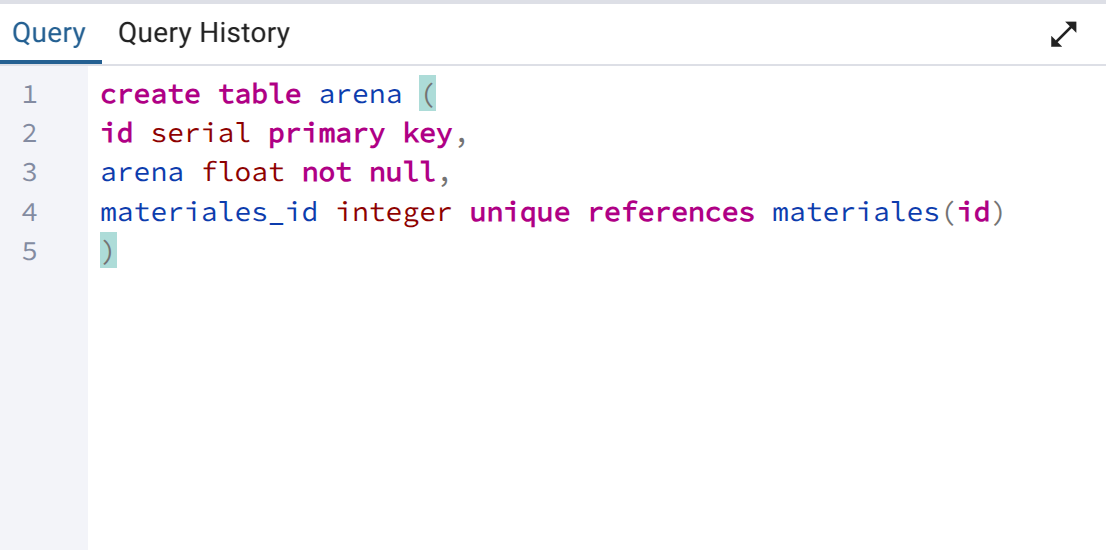 Query Query History
1 create table arena (
2 id serial primary key,
3 arena float not null,
4 materiales_id integer unique references materiales(id)
5 )